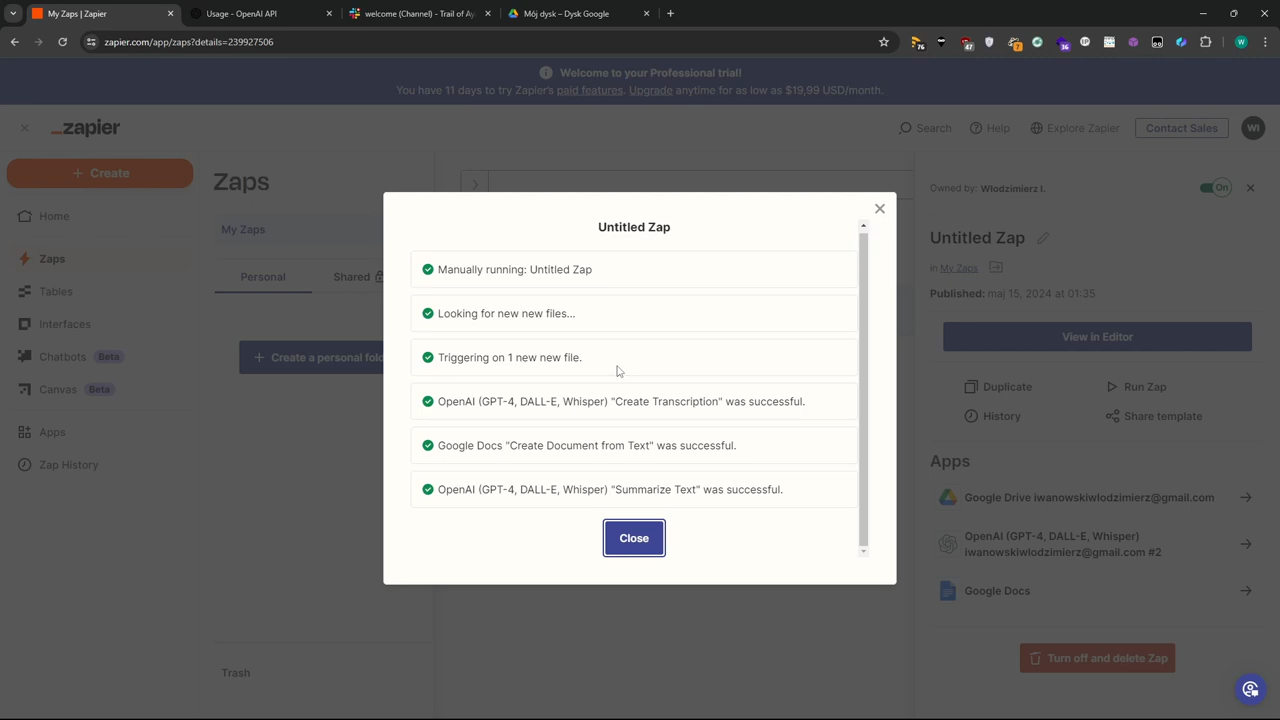 My Zaps | Zapier
Usage - OpenAI API
welcome (Channel) - Trail of Ay
Mój dysk – Dysk Google
zapier.com/app/zaps?details=239927506
76
47
7
16
W
Welcome to your Professional trial!
You have 11 days to try Zapier's paid features. Upgrade anytime for as low as $19,99 USD/month.
zapier
Search
Help
Explore Zapier
Contact Sales
WI
Create
Home
Zaps
Tables
Interfaces
Chatbots Beta
Canvas Beta
Apps
Zap History
Zaps
My Zaps
Personal
Shared
Create a personal fold
Trash
Untitled Zap
Manually running: Untitled Zap
Looking for new new files...
Triggering on 1 new new file.
OpenAI (GPT-4, DALL-E, Whisper) "Create Transcription" was successful.
Google Docs "Create Document from Text" was successful.
OpenAI (GPT-4, DALL-E, Whisper) "Summarize Text" was successful.
Close
Owned by: Włodzimierz I.
On
Untitled Zap
in My Zaps
Published: maj 15, 2024 at 01:35
View in Editor
Duplicate
Run Zap
History
Share template
Apps
Google Drive iwanowskiwlodzimierz@gmail.com
OpenAI (GPT-4, DALL-E, Whisper)
iwanowskiwlodzimierz@gmail.com #2
Google Docs
Turn off and delete Zap